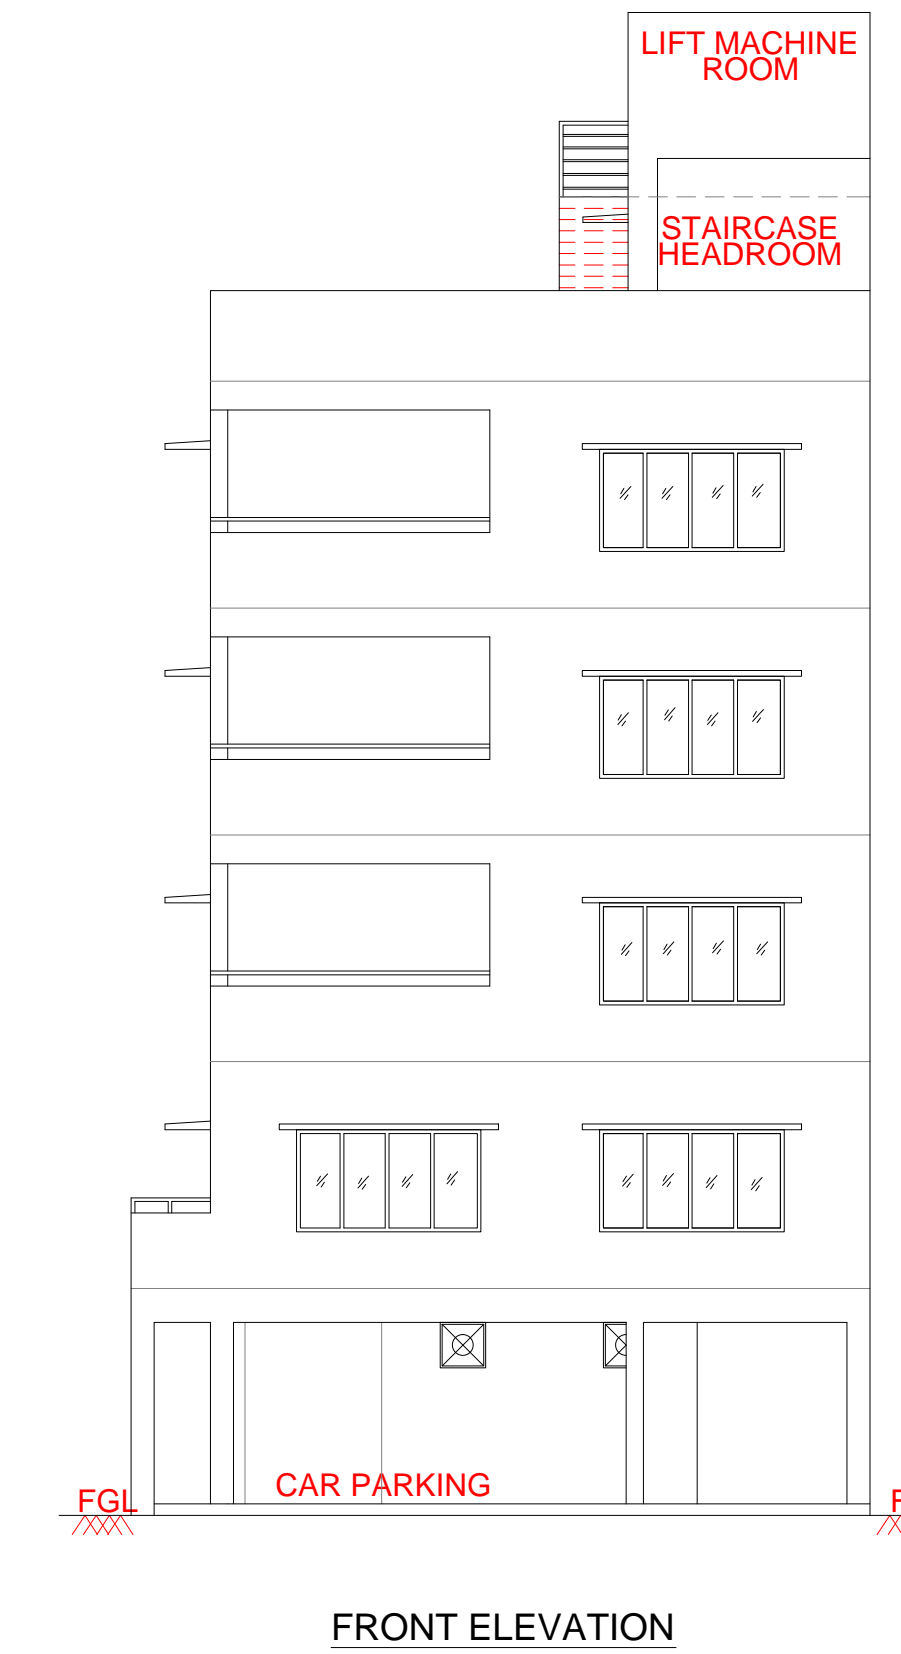 LIFT MACHINE
ROOM
STAIRCASE
HEADROOM
CAR PARKING
FGL
FRONT ELEVATION